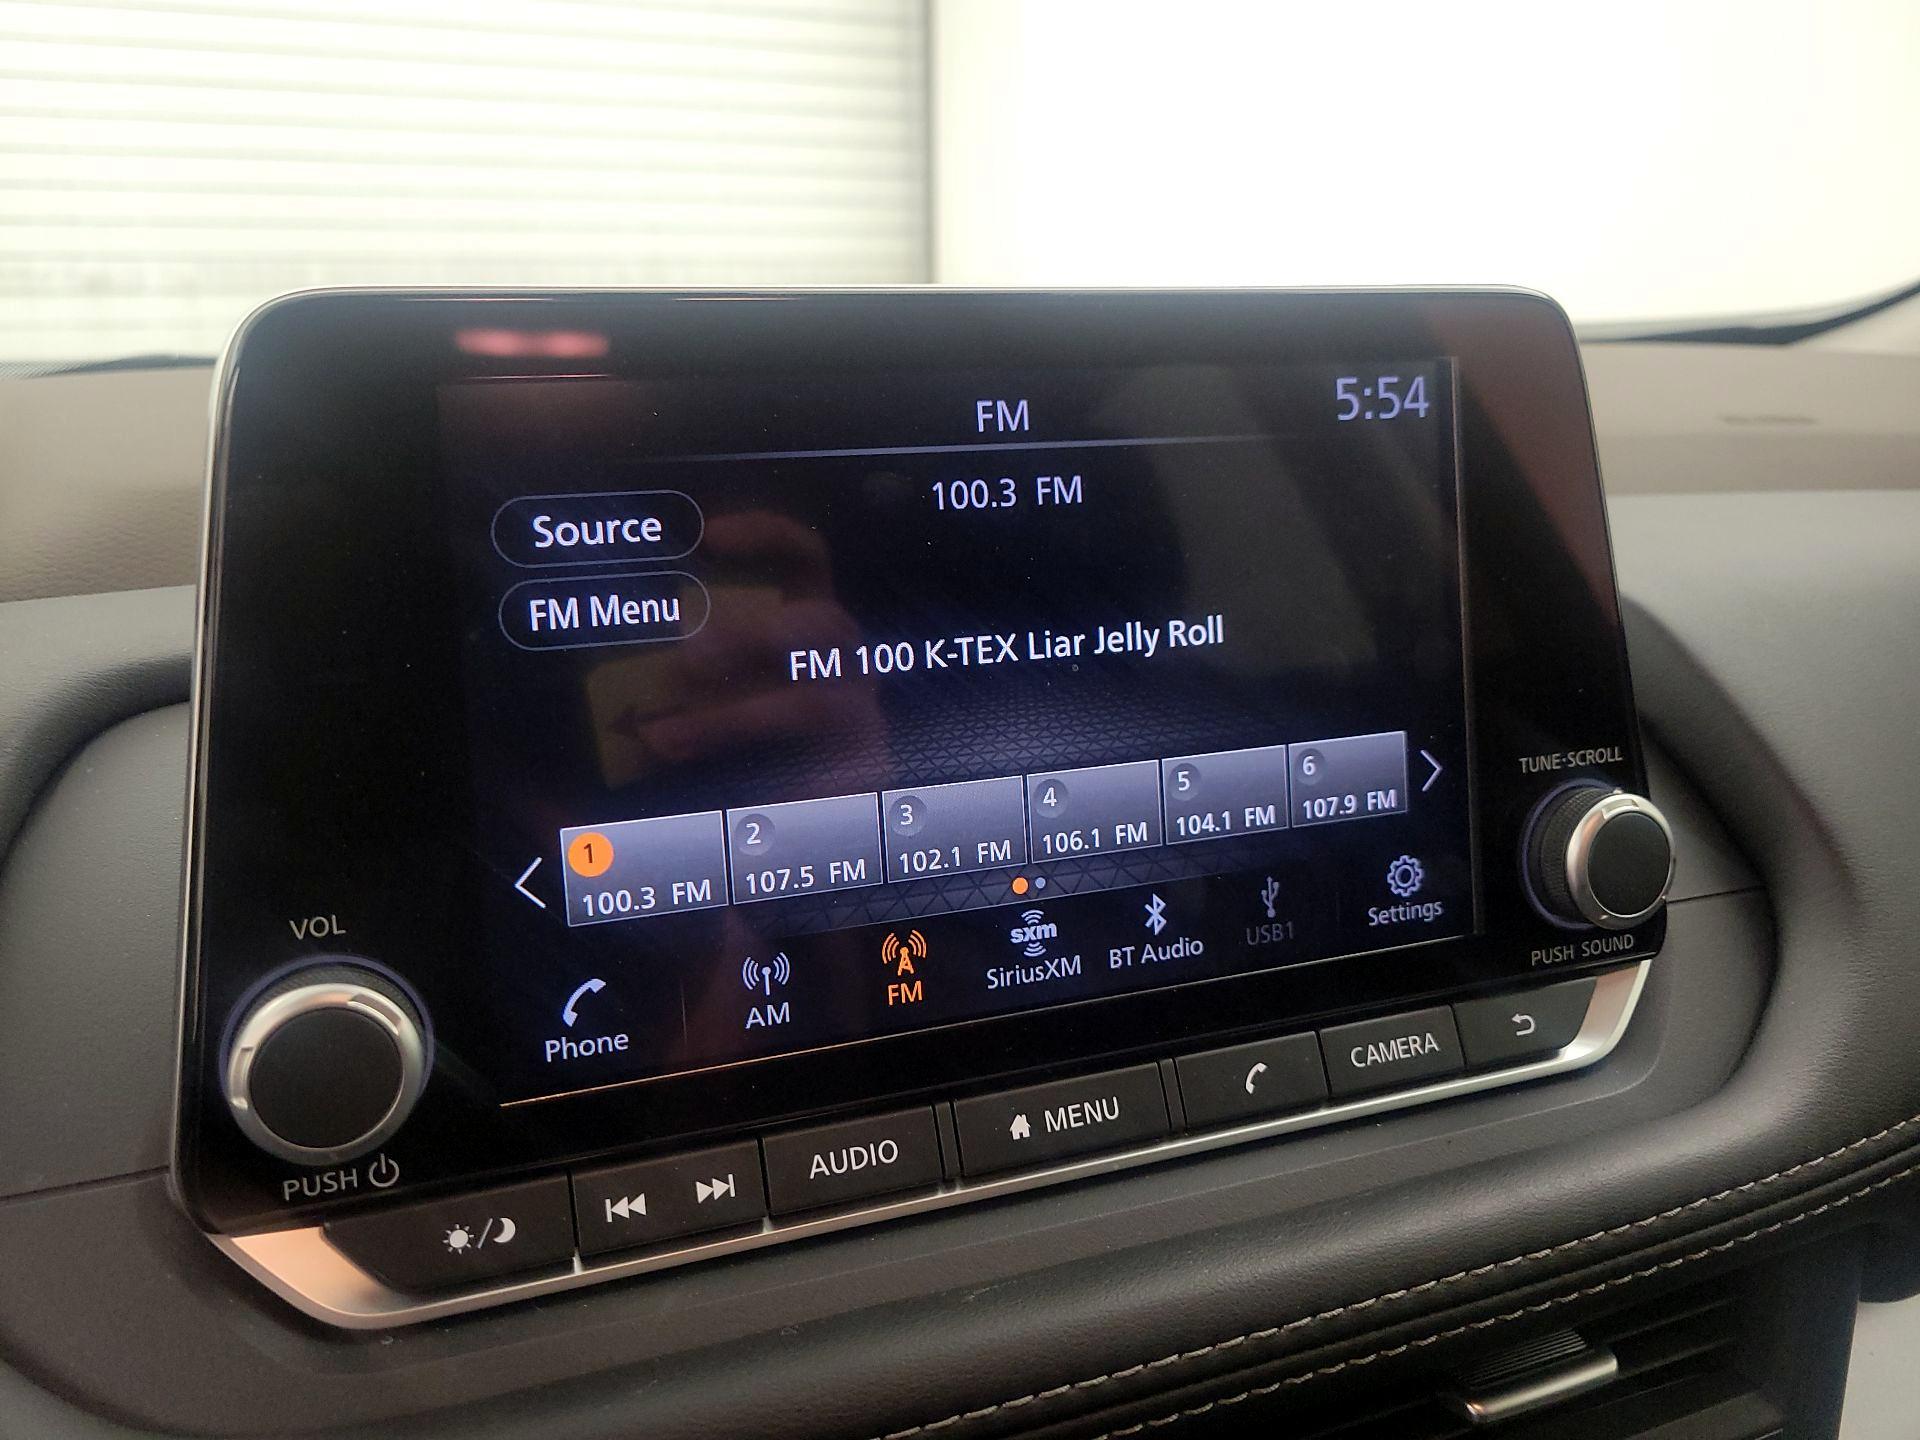 FM
5:54
100.3 FM
Source
FM Menu
FM 100 K-TEX Liar Jelly Roll
1
100.3 FM
2
107.5 FM
3
102.1 FM
4
106.1 FM
5
104.1 FM
6
107.9 FM
Phone
AM
FM
sxm
SiriusXM
BT Audio
USB1
Settings
VOL
PUSH
TUNE·SCROLL
PUSH SOUND
AUDIO
MENU
CAMERA